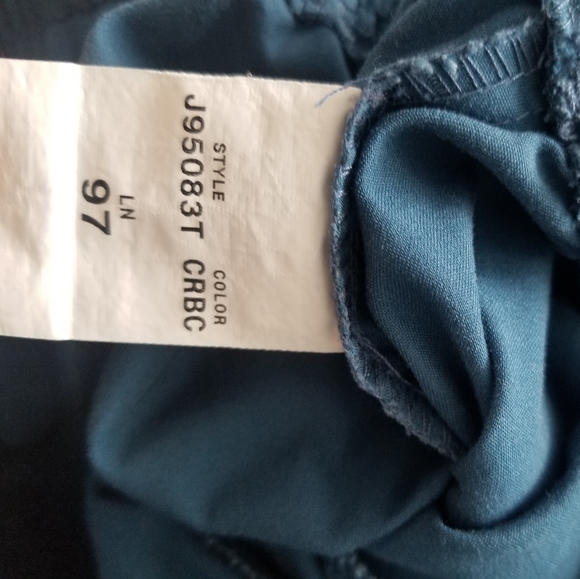 STYLE COLOR
J95083T CRBC
LN
97